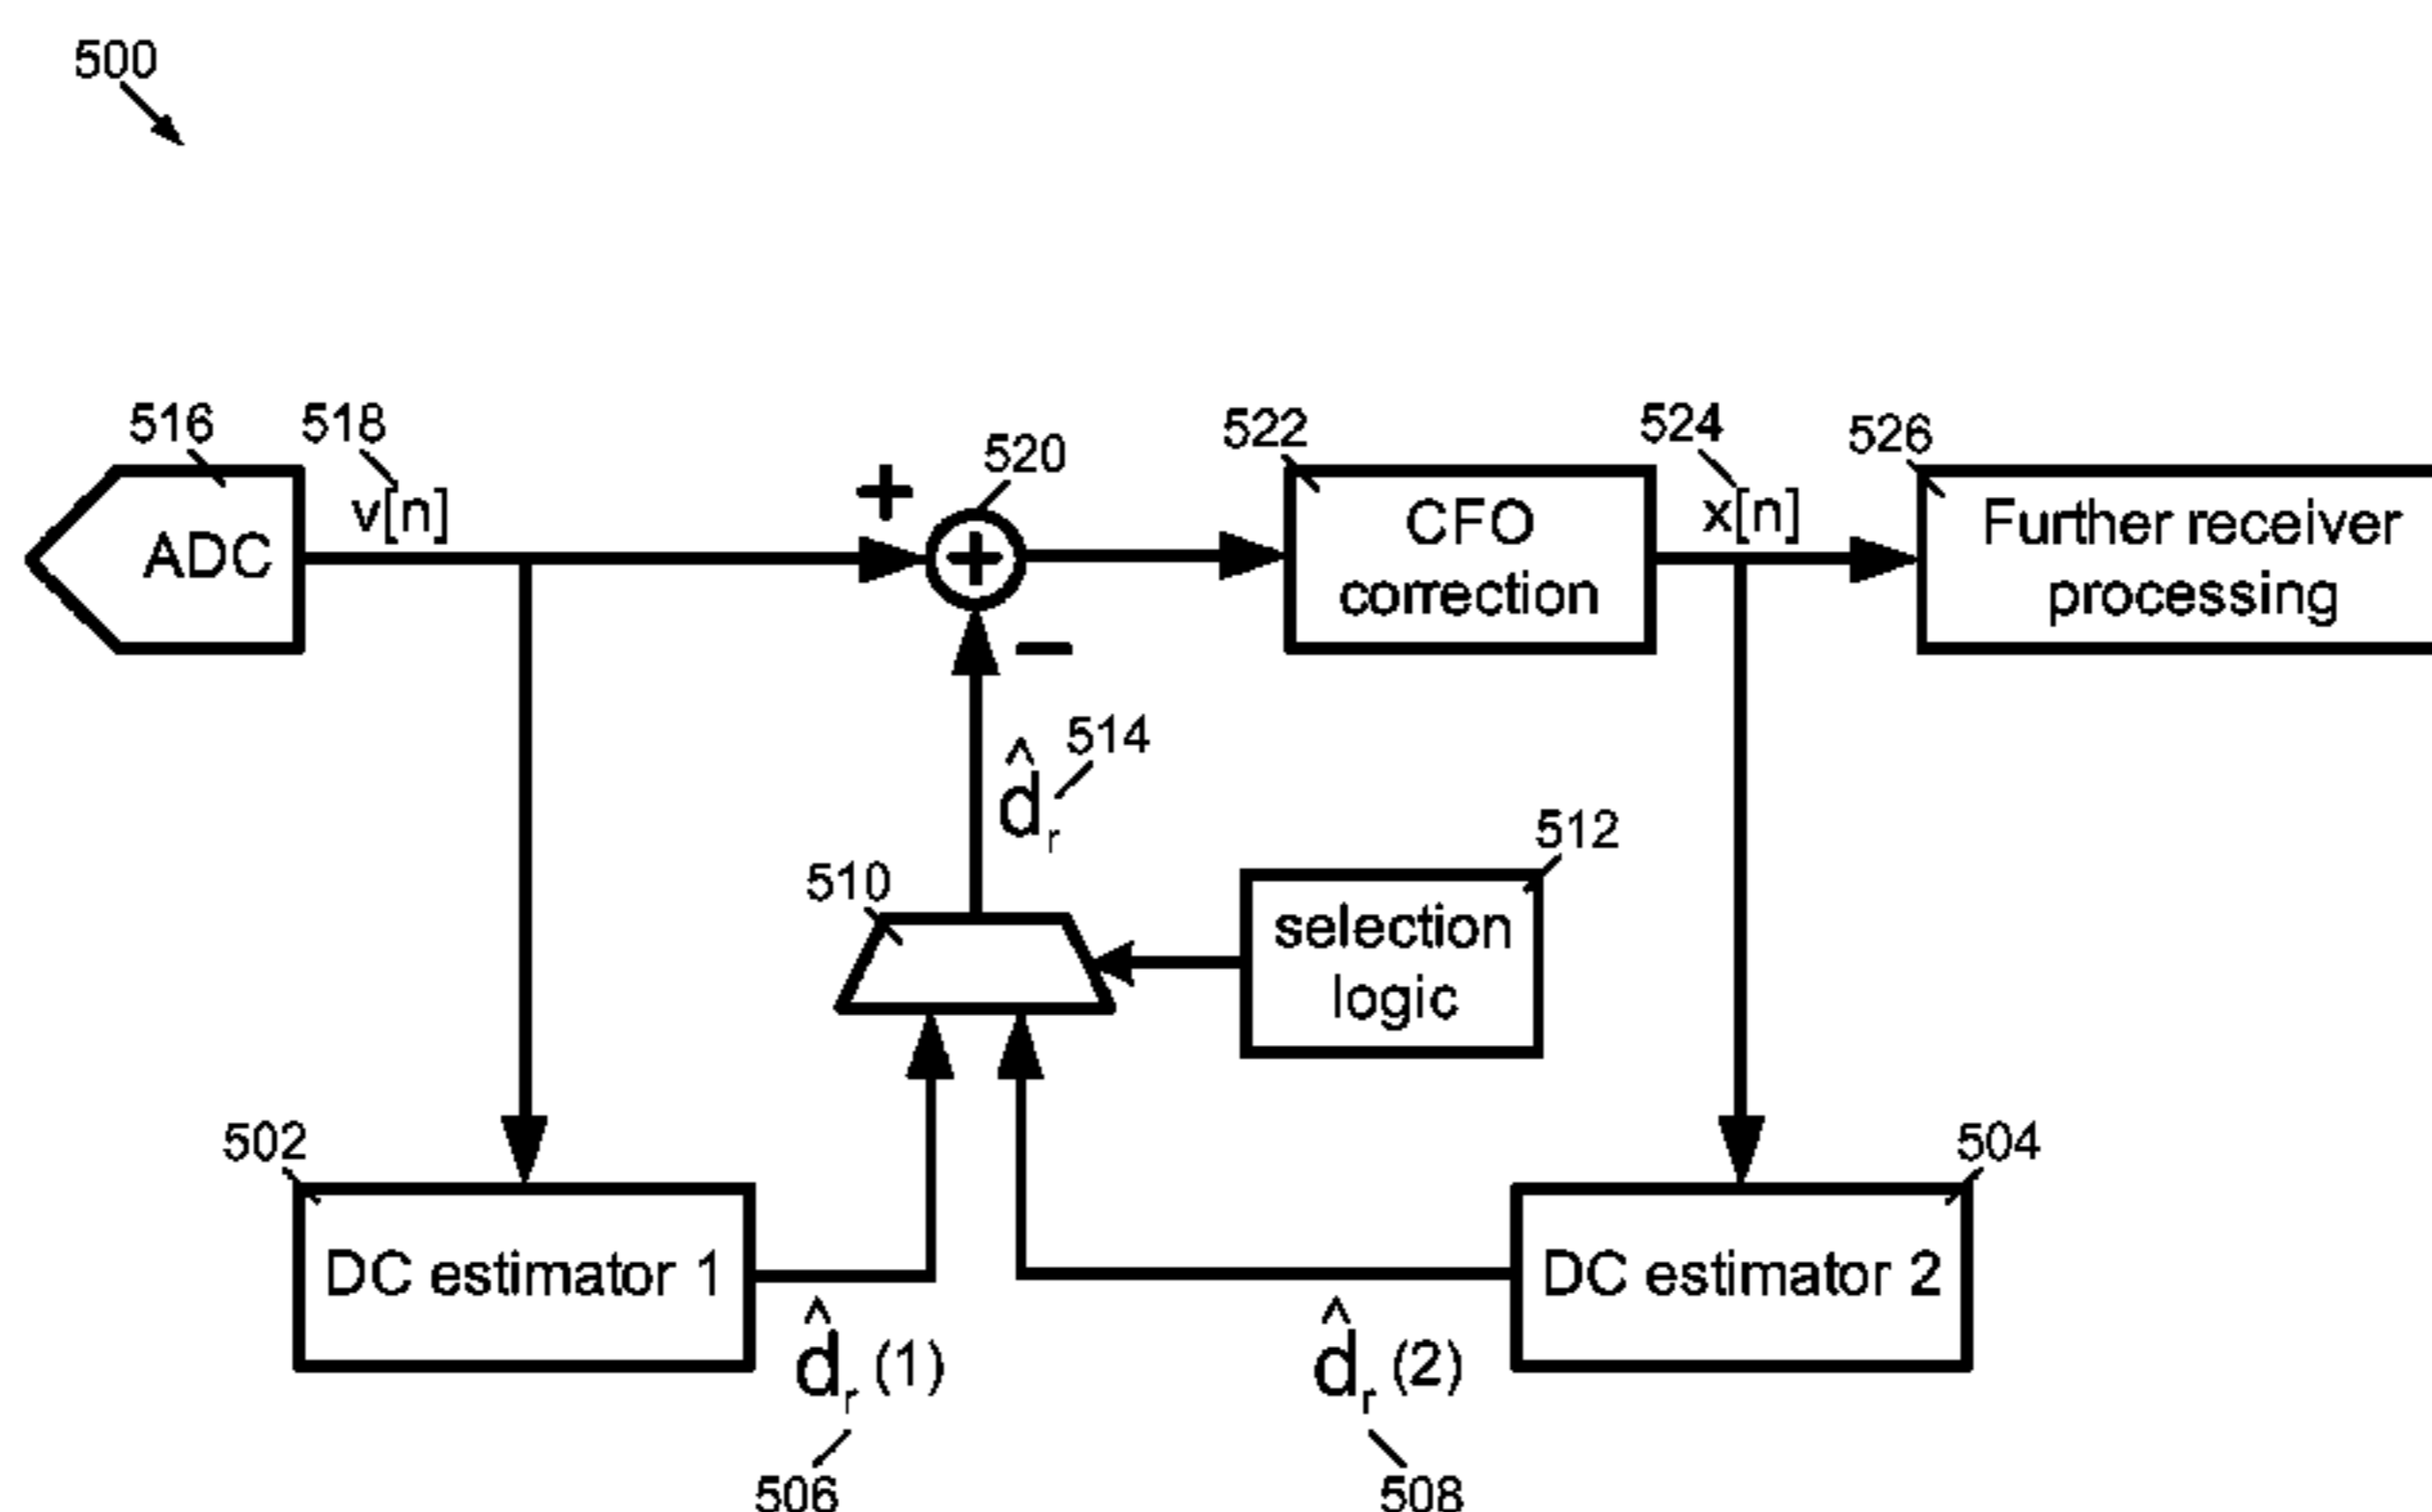 500
516
518
v[n]
ADC
+
520
+
522
CFO
correction
524
x[n]
526
Further receiver
processing
−
d̂r
514
510
512
selection
logic
502
DC estimator 1
504
DC estimator 2
d̂r (1)
506
d̂r (2)
508